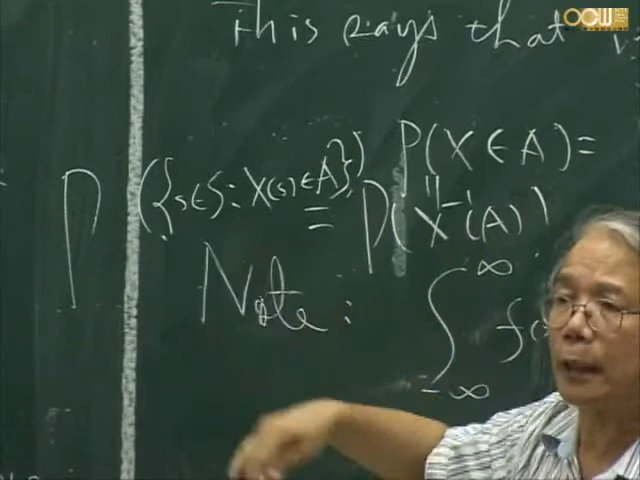 OCW
This says that
P({s∈S: X(s)∈A}) P(X∈A)=
= P(X⁻¹(A))
Note: ∫_{-∞}^{∞} f(